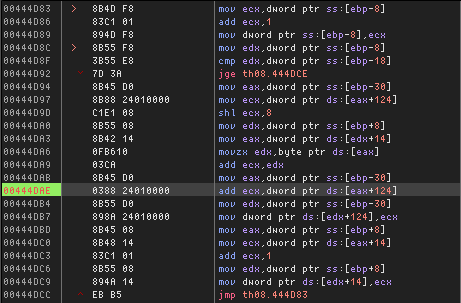 00444D83 > 8B4D F8 mov ecx,dword ptr ss:[ebp-8]
00444D86 83C1 01 add ecx,1
00444D89 894D F8 mov dword ptr ss:[ebp-8],ecx
00444D8C > 8B55 F8 mov edx,dword ptr ss:[ebp-8]
00444D8F 3B55 E8 cmp edx,dword ptr ss:[ebp-18]
00444D92 7D 3A jge th08.444DCE
00444D94 8B45 D0 mov eax,dword ptr ss:[ebp-30]
00444D97 8B88 24010000 mov ecx,dword ptr ds:[eax+124]
00444D9D C1E1 08 shl ecx,8
00444DA0 8B55 08 mov edx,dword ptr ss:[ebp+8]
00444DA3 8B42 14 mov eax,dword ptr ds:[edx+14]
00444DA6 0FB610 movzx edx,byte ptr ds:[eax]
00444DA9 03CA add ecx,edx
00444DAB 8B45 D0 mov eax,dword ptr ss:[ebp-30]
00444DAE 0388 24010000 add ecx,dword ptr ds:[eax+124]
00444DB4 8B55 D0 mov edx,dword ptr ss:[ebp-30]
00444DB7 898A 24010000 mov dword ptr ds:[edx+124],ecx
00444DBD 8B45 08 mov eax,dword ptr ss:[ebp+8]
00444DC0 8B48 14 mov ecx,dword ptr ds:[eax+14]
00444DC3 83C1 01 add ecx,1
00444DC6 8B55 08 mov edx,dword ptr ss:[ebp+8]
00444DC9 894A 14 mov dword ptr ds:[edx+14],ecx
00444DCC EB B5 jmp th08.444D83